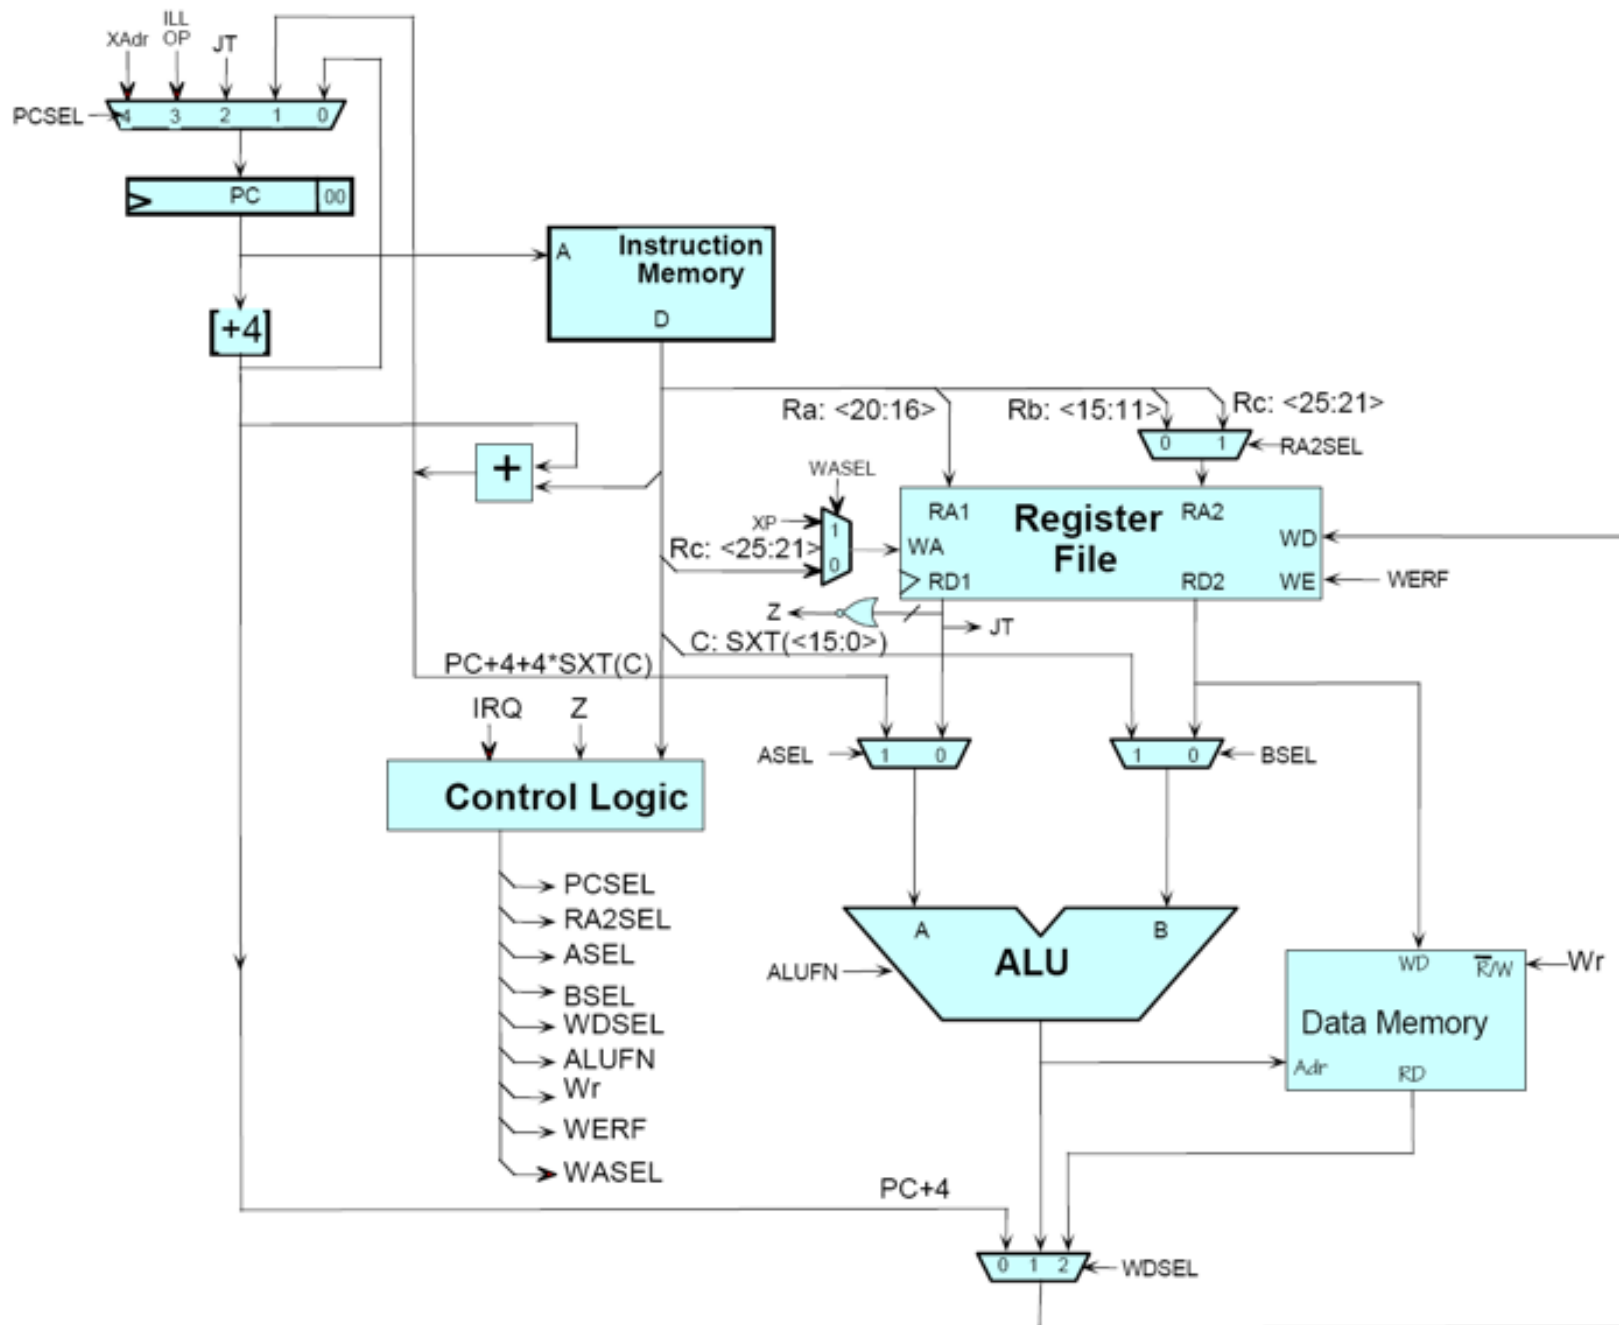 ILL
XAdr OP JT
PCSEL 4 3 2 1 0
PC 00
A Instruction
Memory
D
+4
Ra: <20:16> Rb: <15:11> Rc: <25:21>
0 1 RA2SEL
+
WASEL
XP 1
Rc: <25:21> 0
RA1 Register RA2
WA File WD
RD1 RD2 WE WERF
Z JT
C: SXT(<15:0>)
PC+4+4*SXT(C)
IRQ Z
ASEL 1 0 1 0 BSEL
Control Logic
PCSEL
RA2SEL
ASEL
BSEL
WDSEL
ALUFN
Wr
WERF
WASEL
A B
ALU
ALUFN
WD R̅/W Wr
Data Memory
Adr RD
PC+4
0 1 2 WDSEL